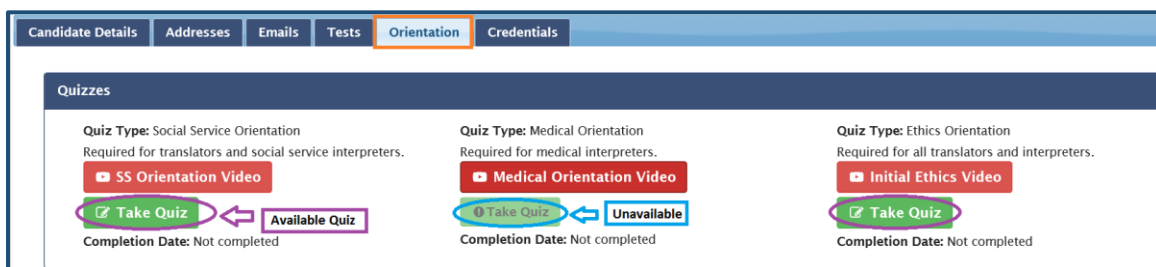 Candidate Details Addresses Emails Tests Orientation Credentials
Quizzes
Quiz Type: Social Service Orientation
Required for translators and social service interpreters.
SS Orientation Video
Take Quiz
Available Quiz
Completion Date: Not completed
Quiz Type: Medical Orientation
Required for medical interpreters.
Medical Orientation Video
Take Quiz
Unavailable
Completion Date: Not completed
Quiz Type: Ethics Orientation
Required for all translators and interpreters.
Initial Ethics Video
Take Quiz
Completion Date: Not completed